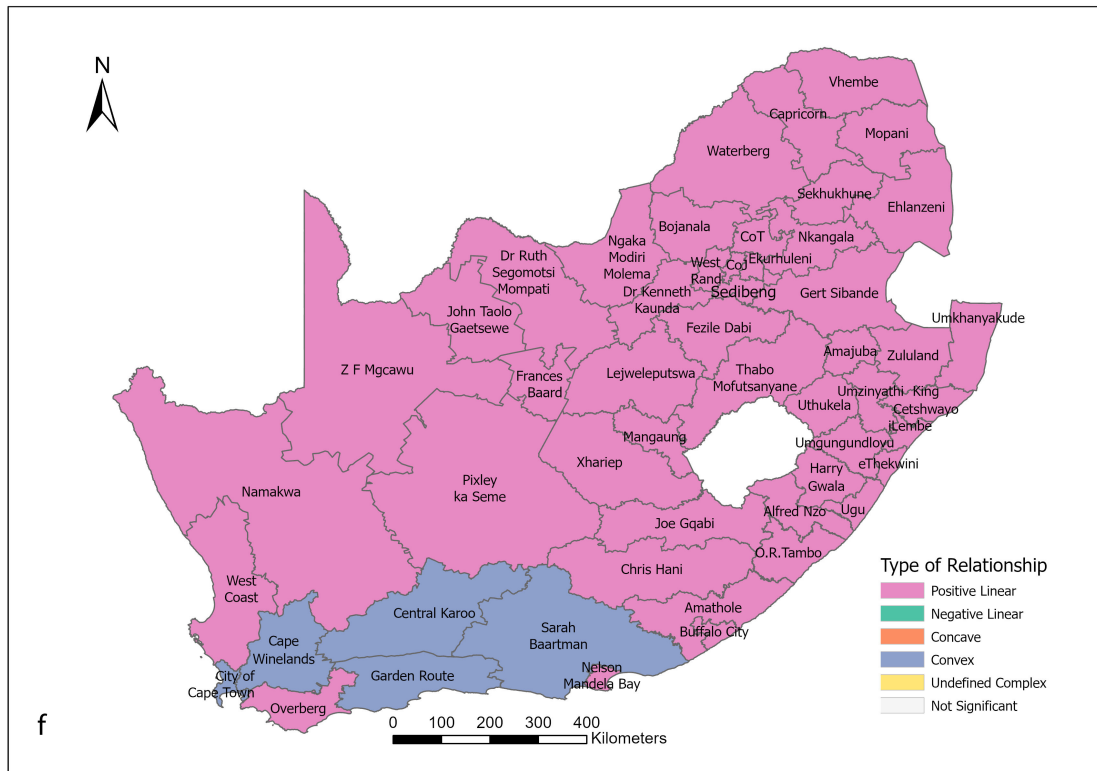 N
Vhembe
Capricorn
Mopani
Waterberg
Sekhukhune
Ehlanzeni
Bojanala
CoT
Nkangala
Ngaka
Modiri
Molema
Dr Ruth
Segomotsi
Mompati
West
Rand
CoJ
Ekurhuleni
Dr Kenneth
Kaunda
Sedibeng
Gert Sibande
John Taolo
Gaetsewe
Umkhanyakude
Fezile Dabi
Amajuba
Zululand
Z F Mgcawu
Frances
Baard
Lejweleputswa
Thabo
Mofutsanyane
Umzinyathi
King
Cetshwayo
Uthukela
iLembe
Mangaung
Umgungundlovu
Xhariep
Harry
Gwala
eThekwini
Pixley
ka Seme
Namakwa
Alfred Nzo
Ugu
Joe Gqabi
O.R.Tambo
Chris Hani
West
Coast
Central Karoo
Amathole
Sarah
Baartman
Buffalo City
Cape
Winelands
City of
Cape Town
Garden Route
Nelson
Mandela Bay
Overberg
Type of Relationship
Positive Linear
Negative Linear
Concave
Convex
Undefined Complex
Not Significant
0 100 200 300 400
Kilometers
f